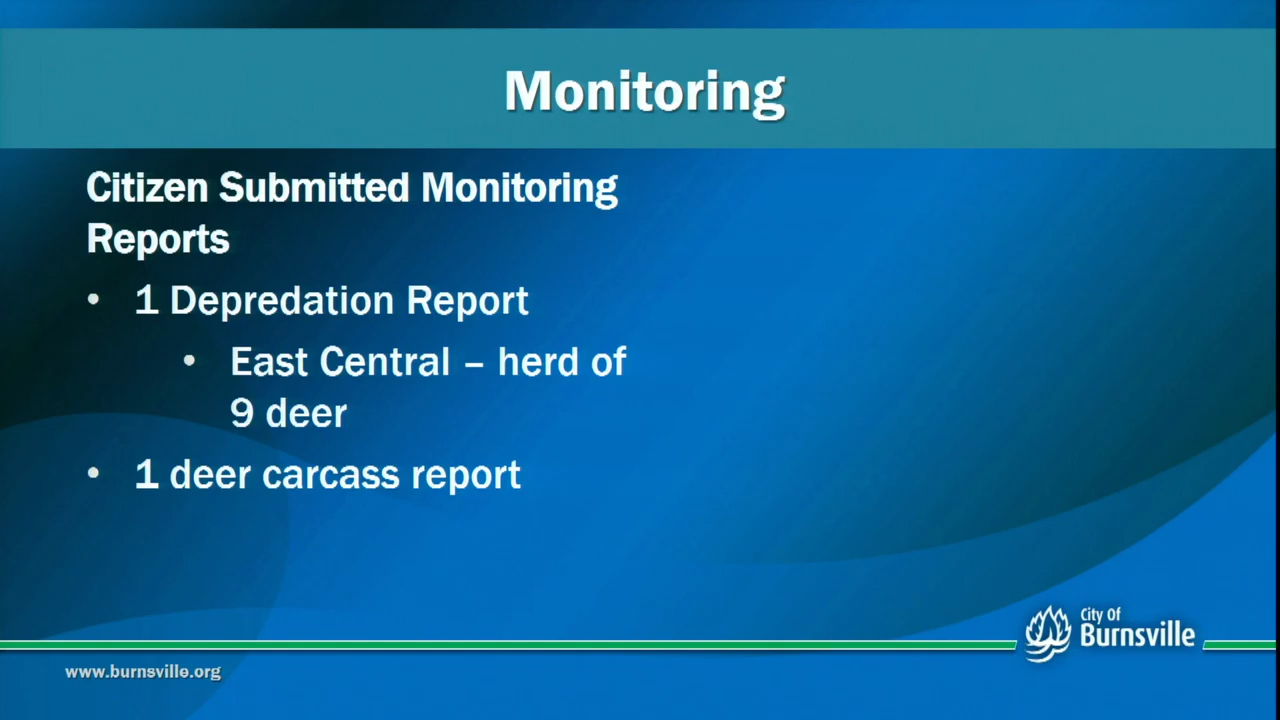 Monitoring
Citizen Submitted Monitoring
Reports
• 1 Depredation Report
• East Central – herd of
9 deer
• 1 deer carcass report
City Of
Burnsville
www.burnsville.org